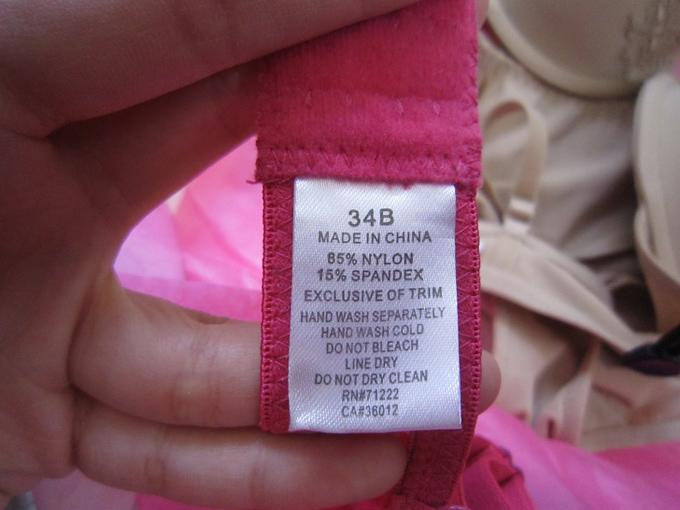 34B
MADE IN CHINA
85% NYLON
15% SPANDEX
EXCLUSIVE OF TRIM
HAND WASH SEPARATELY
HAND WASH COLD
DO NOT BLEACH
LINE DRY
DO NOT DRY CLEAN
RN#71222
CA#36012